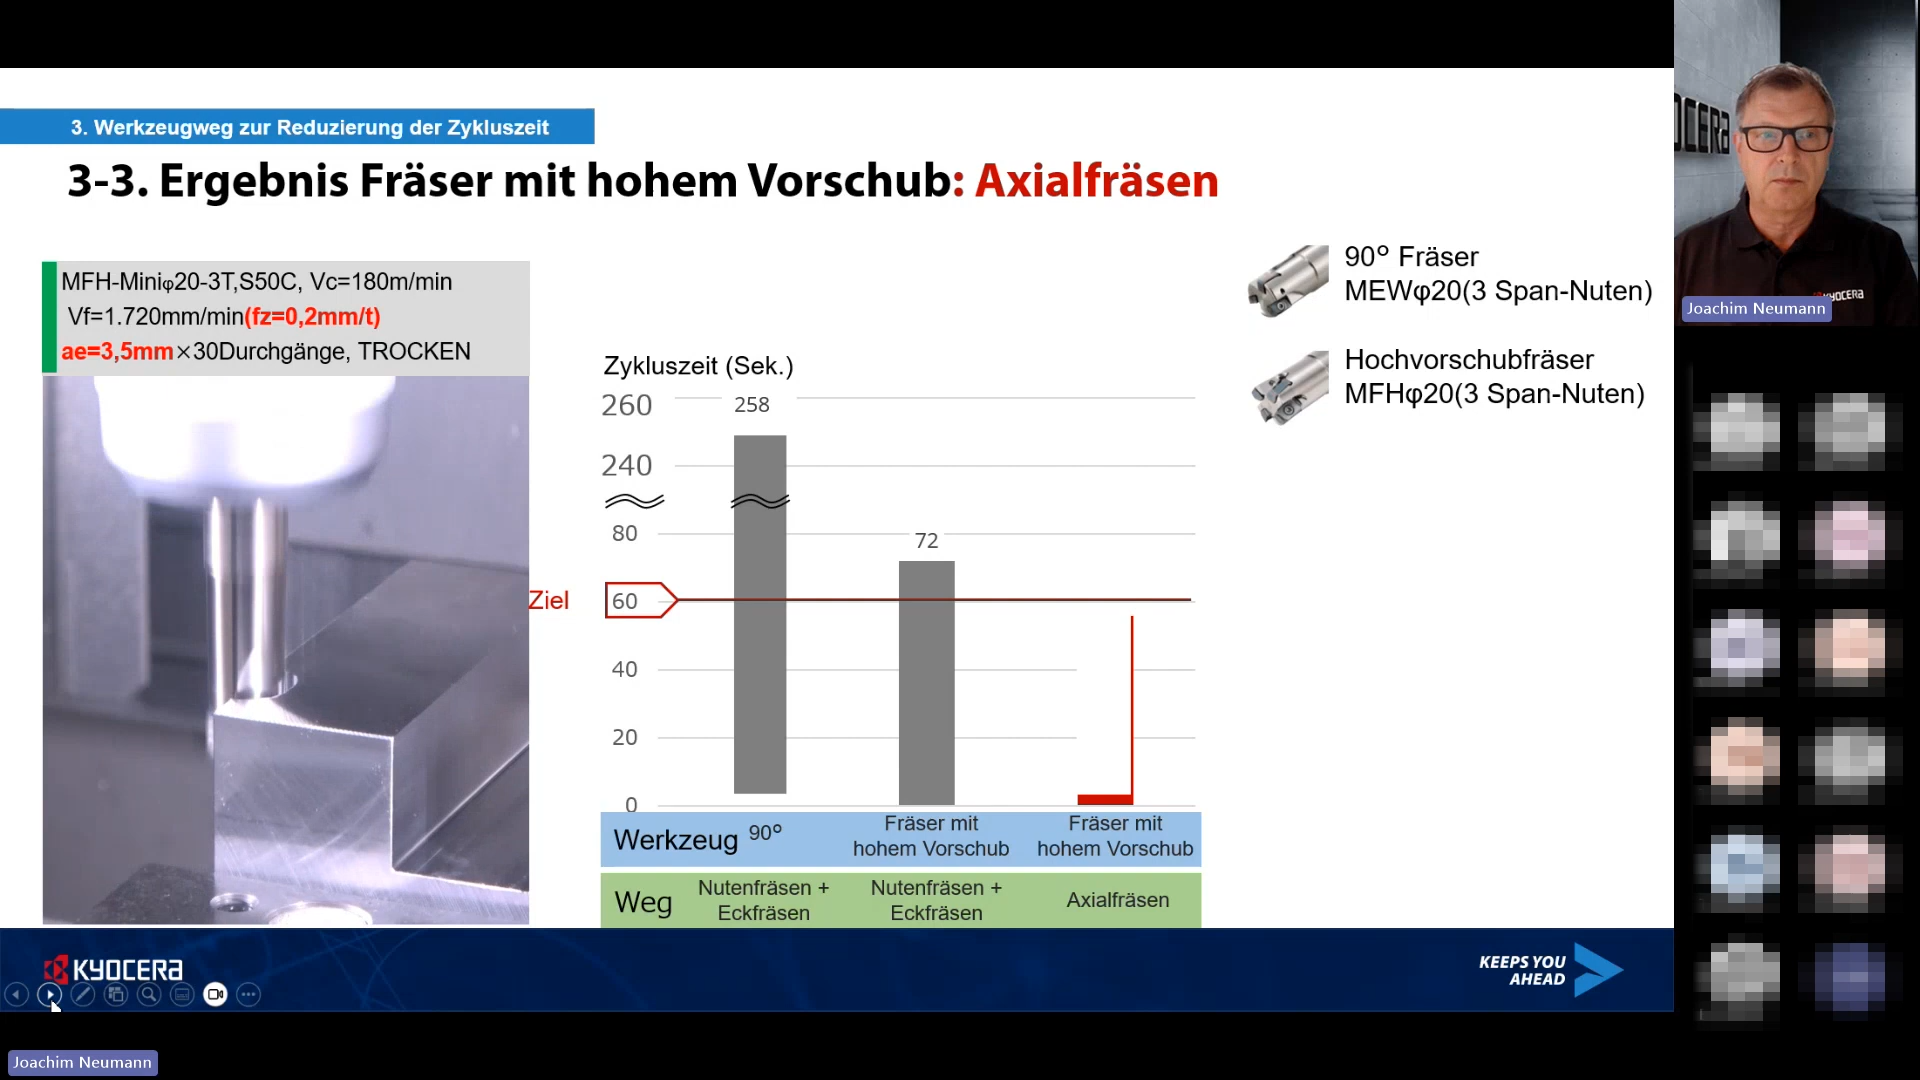 3. Werkzeugweg zur Reduzierung der Zykluszeit
3-3. Ergebnis Fräser mit hohem Vorschub: Axialfräsen
MFH-Miniφ20-3T,S50C, Vc=180m/min
Vf=1.720mm/min(fz=0,2mm/t)
ae=3,5mm×30Durchgänge, TROCKEN
90° Fräser
MEWφ20(3 Span-Nuten)
Hochvorschubfräser
MFHφ20(3 Span-Nuten)
Zykluszeit (Sek.)
260
258
240
80
72
Ziel
60
40
20
0
Werkzeug
90°
Fräser mit
hohem Vorschub
Fräser mit
hohem Vorschub
Weg
Nutenfräsen +
Eckfräsen
Nutenfräsen +
Eckfräsen
Axialfräsen
KYOCERA
KEEPS YOU
AHEAD
Joachim Neumann
OCERA
KYOCERA
Joachim Neumann